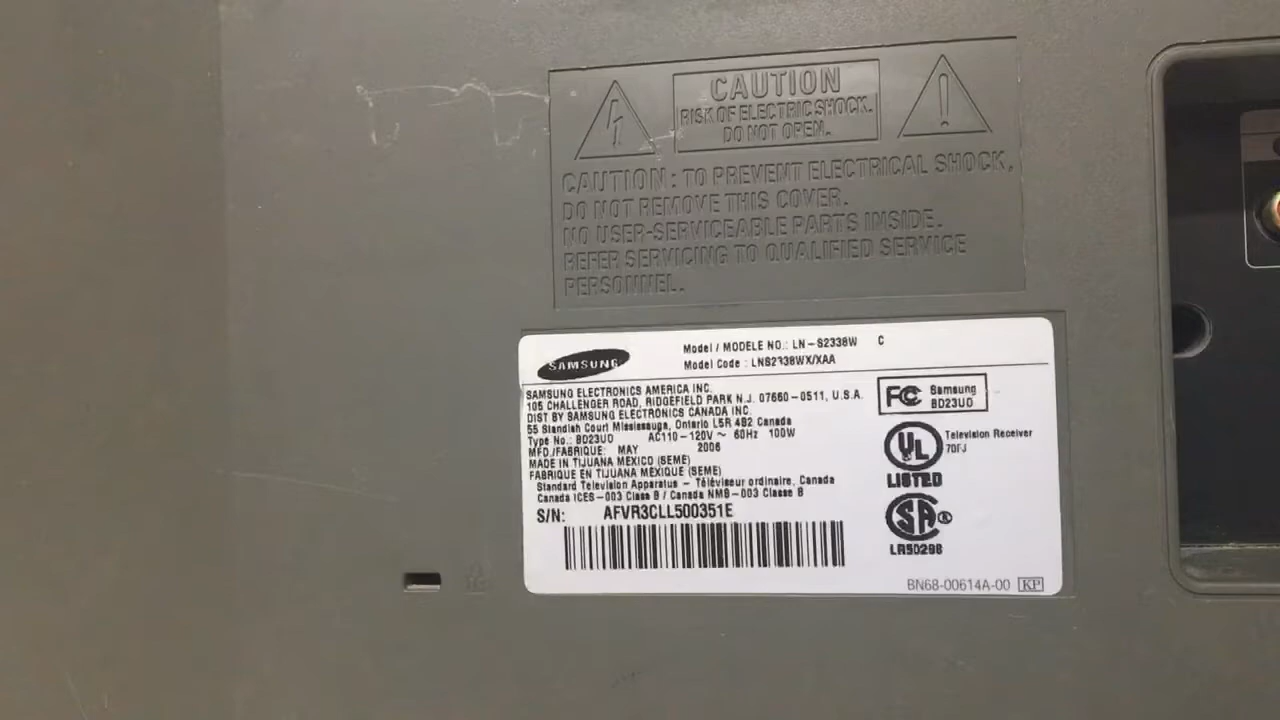 CAUTION
RISK OF ELECTRIC SHOCK.
DO NOT OPEN.
CAUTION: TO PREVENT ELECTRICAL SHOCK,
DO NOT REMOVE THIS COVER.
NO USER-SERVICEABLE PARTS INSIDE.
REFER SERVICING TO QUALIFIED SERVICE
PERSONNEL.
SAMSUNG
Model / MODELE NO.: LN-S2338W C
Model Code : LNS2338WX/XAA
SAMSUNG ELECTRONICS AMERICA INC.
105 CHALLENGER ROAD, RIDGEFIELD PARK N.J. 07660-0511, U.S.A.
DIST BY SAMSUNG ELECTRONICS CANADA INC.
55 Standish Court Mississauga, Ontario L5R 4B2 Canada
Type No.: BD23UO AC110-120V ~ 60Hz 100W
MFD./FABRIQUE: MAY 2006
MADE IN TIJUANA MEXICO (SEME)
FABRIQUE EN TIJUANA MEXIQUE (SEME)
Standard Television Apparatus - Téléviseur ordinaire, Canada
Canada ICES-003 Class B / Canada NMB-003 Classe B
S/N: AFVR3CLL500351E
FC Samsung
BD23UO
UL Television Receiver
70FJ
LISTED
SA ®
LR50298
BN68-00614A-00 KP